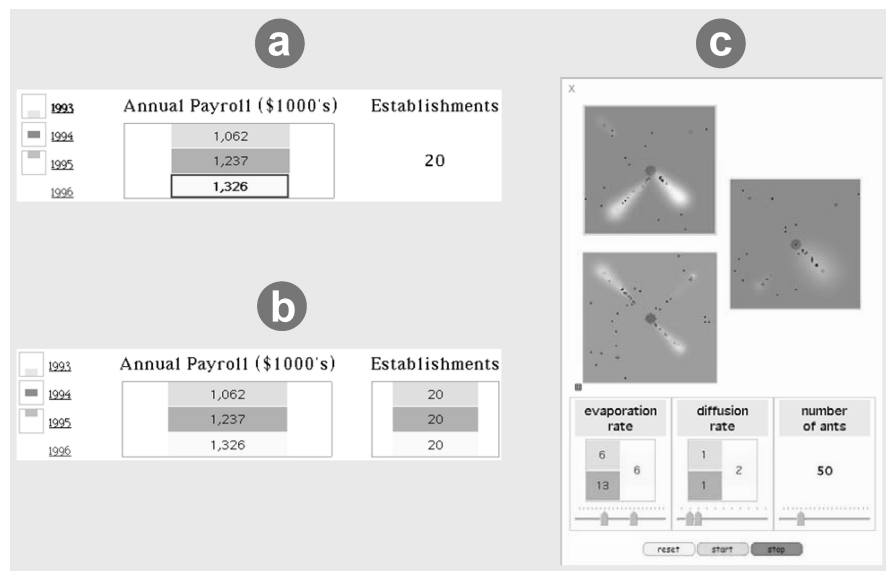 a
1993
Annual Payroll ($1000's)
Establishments
1994
1,062
1995
1,237
20
1996
1,326
b
1993
Annual Payroll ($1000's)
Establishments
1994
1,062
20
1995
1,237
20
1996
1,326
20
c
X
evaporation
rate
diffusion
rate
number
of ants
6
6
13
1
2
1
50
reset
start
stop